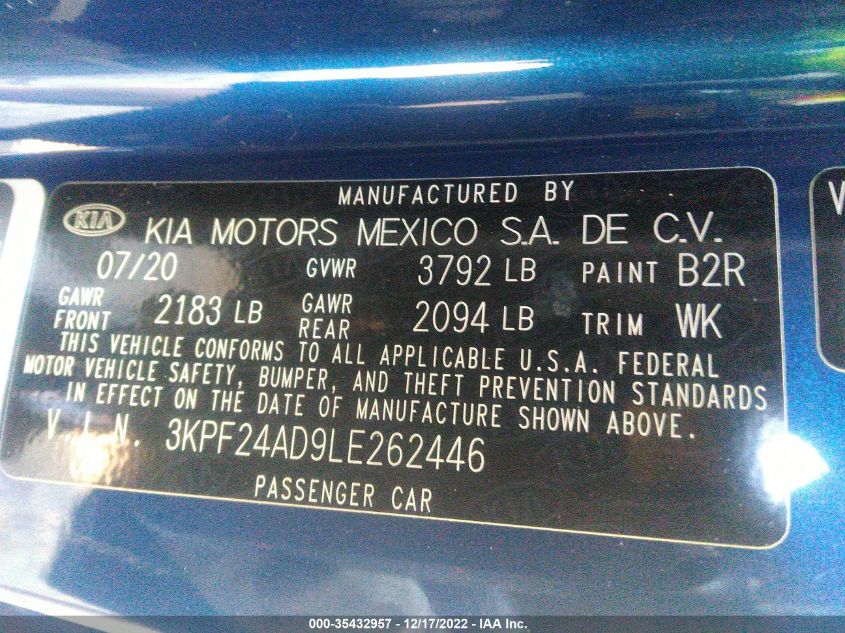 MANUFACTURED BY
KIA KIA MOTORS MEXICO S.A. DE C.V.
07/20 GVWR 3792 LB PAINT B2R
GAWR FRONT 2183 LB GAWR REAR 2094 LB TRIM WK
THIS VEHICLE CONFORMS TO ALL APPLICABLE U.S.A. FEDERAL
MOTOR VEHICLE SAFETY, BUMPER, AND THEFT PREVENTION STANDARDS
IN EFFECT ON THE DATE OF MANUFACTURE SHOWN ABOVE.
V.I.N. 3KPF24AD9LE262446
PASSENGER CAR
V
000-35432957 - 12/17/2022 - IAA Inc.